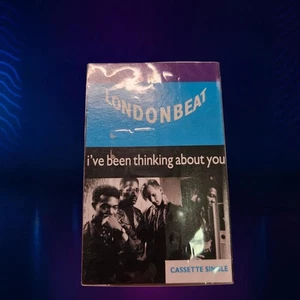 LONDONBEAT
i've been thinking about you
CASSETTE SINGLE